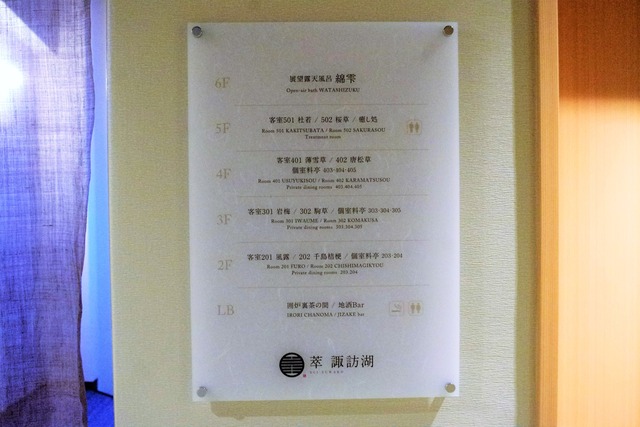 6F
展望露天風呂 綿雫
Open-air bath WATASHIZUKU
5F
客室501 杜若 / 502 桜草 / 癒し処
Room 501 KAKITSUBATA / Room 502 SAKURASOU
Treatment room
4F
客室401 薄雪草 / 402 唐松草
個室料亭 403·404·405
Room 401 USUYUKISOU / Room 402 KARAMATSUSOU
Private dining rooms 403.404.405
3F
客室301 岩梅 / 302 駒草 / 個室料亭 303·304·305
Room 301 IWAUME / Room 302 KOMAKUSA
Private dining rooms 303.304.305
2F
客室201 風露 / 202 千島桔梗 / 個室料亭 203·204
Room 201 FURO / Room 202 CHISHIMAGIKYOU
Private dining rooms 203.204
LB
囲炉裏茶の間 / 地酒Bar
IRORI CHANOMA / JIZAKE bar
萃 諏訪湖
SUI-SUWAKO